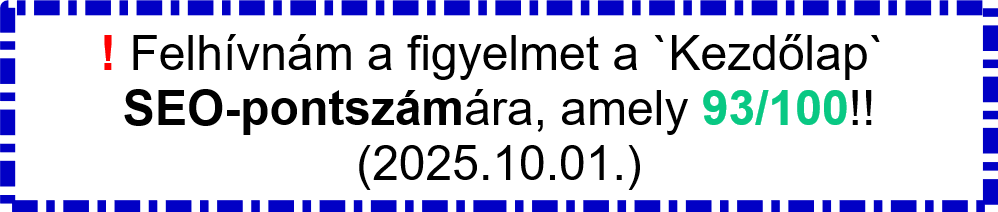 ! Felhívnám a figyelmet a `Kezdőlap`
SEO-pontszámára, amely 93/100!!
(2025.10.01.)